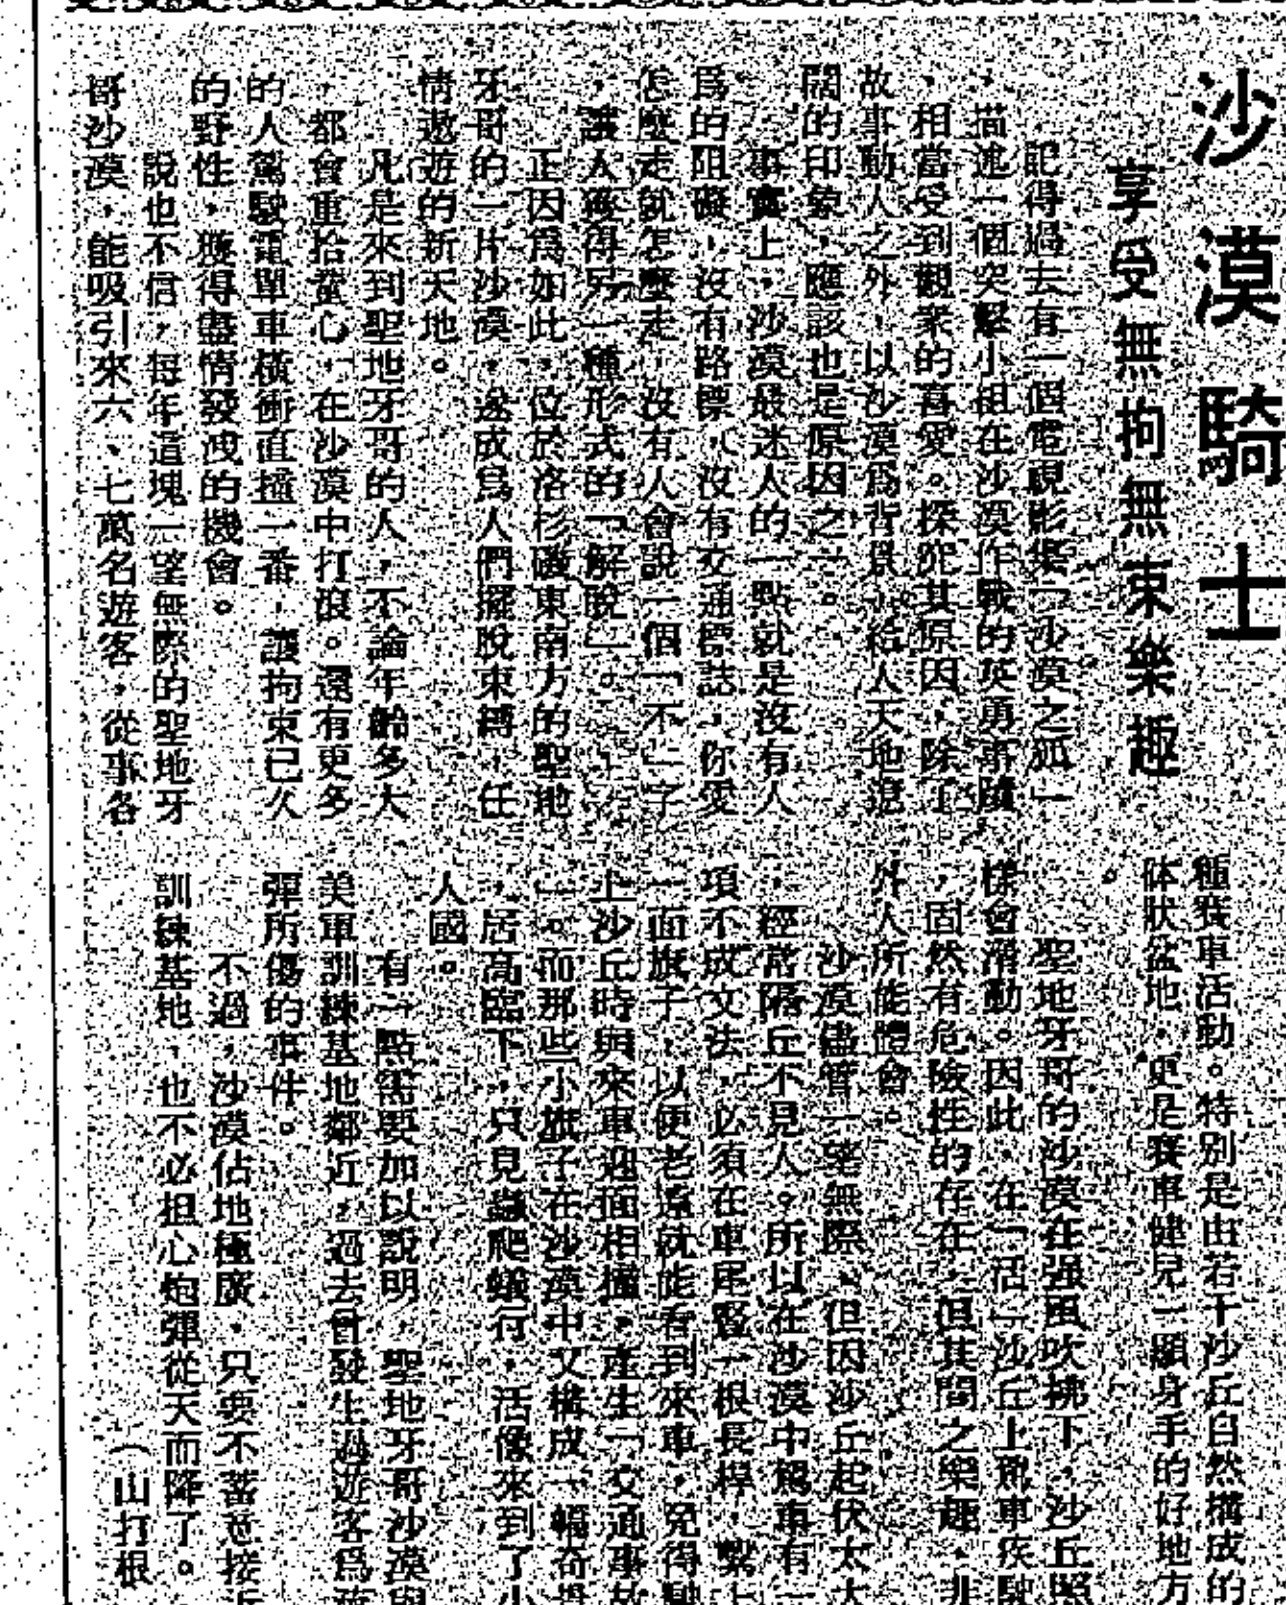 沙漠騎士
享受無拘無束樂趣
記得過去有一個電視影集「沙漠之狐」
，描述一個突擊小組在沙漠作戰的英勇事蹟
，相當受到觀衆的喜愛。探究其原因，除了
故事動人之外，以沙漠爲背景，給人天地遼
闊的印象，應該也是原因之一。
事實上，沙漠最迷人的一點就是沒有人
爲的阻礙，沒有路標，沒有交通標誌，你愛
怎麼走就怎麼走，沒有人會說一個「不」字
，讓人獲得另一種形式的「解脫」。
正因爲如此，位於洛杉磯東南方的聖地
牙哥的一片沙漠，遂成爲人們擺脫束縛，任
情遨遊的新天地。
凡是來到聖地牙哥的人，不論年齡多大
，都會重拾童心，在沙漠中打滾。還有更多
的人駕駛電單車橫衝直撞一番，讓拘束已久
的野性，獲得盡情發洩的機會。
說也不信，每年這塊一望無際的聖地牙
哥沙漠，能吸引來六、七萬名遊客，從事各
種賽車活動。特別是由若干沙丘自然構成的
体狀盆地，更是賽車健兒一顯身手的好地方
。
聖地牙哥的沙漠在强風吹拂下，沙丘照
樣會滑動。因此，在「活」沙丘上駕車疾駛
，固然有危險性的存在，但其間之樂趣，非
外人所能體會。
沙漠儘管一望無際，但因沙丘起伏太大
，經常隔丘不見人。所以在沙漠中駕車有一
項不成文法，必須在車尾豎一根長桿，繫上
一面旗子，以便老遠就能看到來車，免得馳
上沙丘時與來車迎面相撞，產生「交通事故
」。而那些小旗子在沙漠中又構成一幅奇景
，居高臨下，只見蟲爬蟻行，活像來到了小
人國。
有一點需要加以說明，聖地牙哥沙漠與
美軍訓練基地鄰近，過去曾發生過遊客爲流
彈所傷的事件。
不過，沙漠佔地極廣，只要不蓄意接近
訓練基地，也不必担心炮彈從天而降了。
（山打根